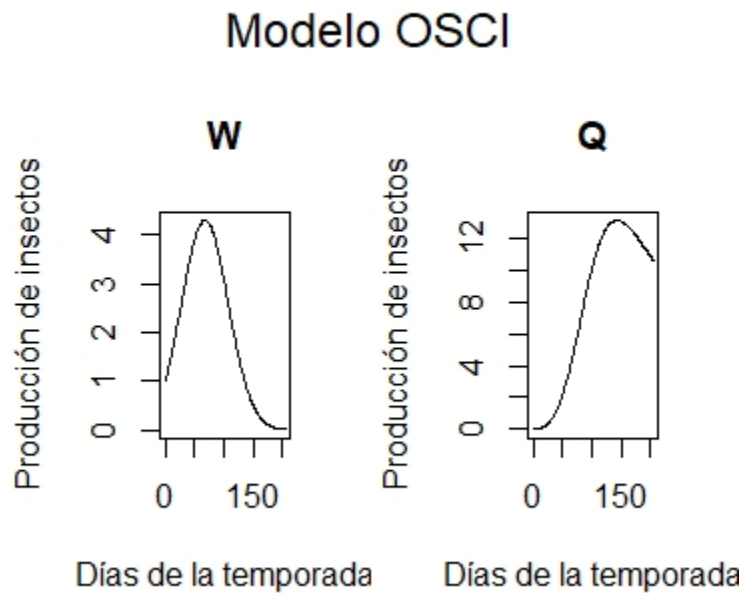 Modelo OSCI
W
Producción de insectos
4
3
2
1
0
0 150
Días de la temporada
Q
Producción de insectos
12
8
4
0
0 150
Días de la temporada